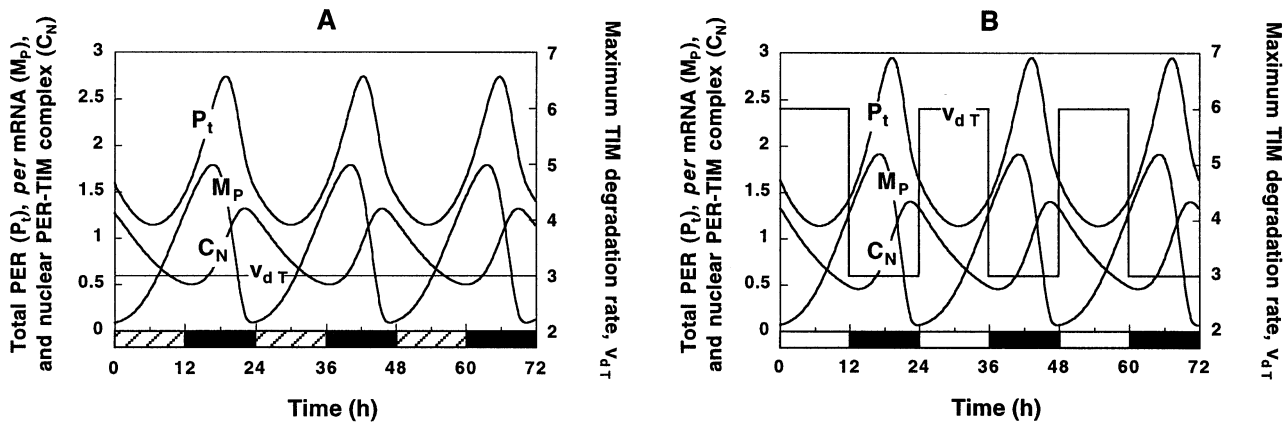 A
Total PER (Pt), per mRNA (MP),
and nuclear PER-TIM complex (CN)
3
2.5
2
1.5
1
0.5
0
Pt
MP
CN
vdT
7
6
5
4
3
2
Maximum TIM degradation rate, vdT
0 12 24 36 48 60 72
Time (h)
B
Total PER (Pt), per mRNA (MP),
and nuclear PER-TIM complex (CN)
3
2.5
2
1.5
1
0.5
0
Pt
MP
CN
vdT
7
6
5
4
3
2
Maximum TIM degradation rate, vdT
0 12 24 36 48 60 72
Time (h)